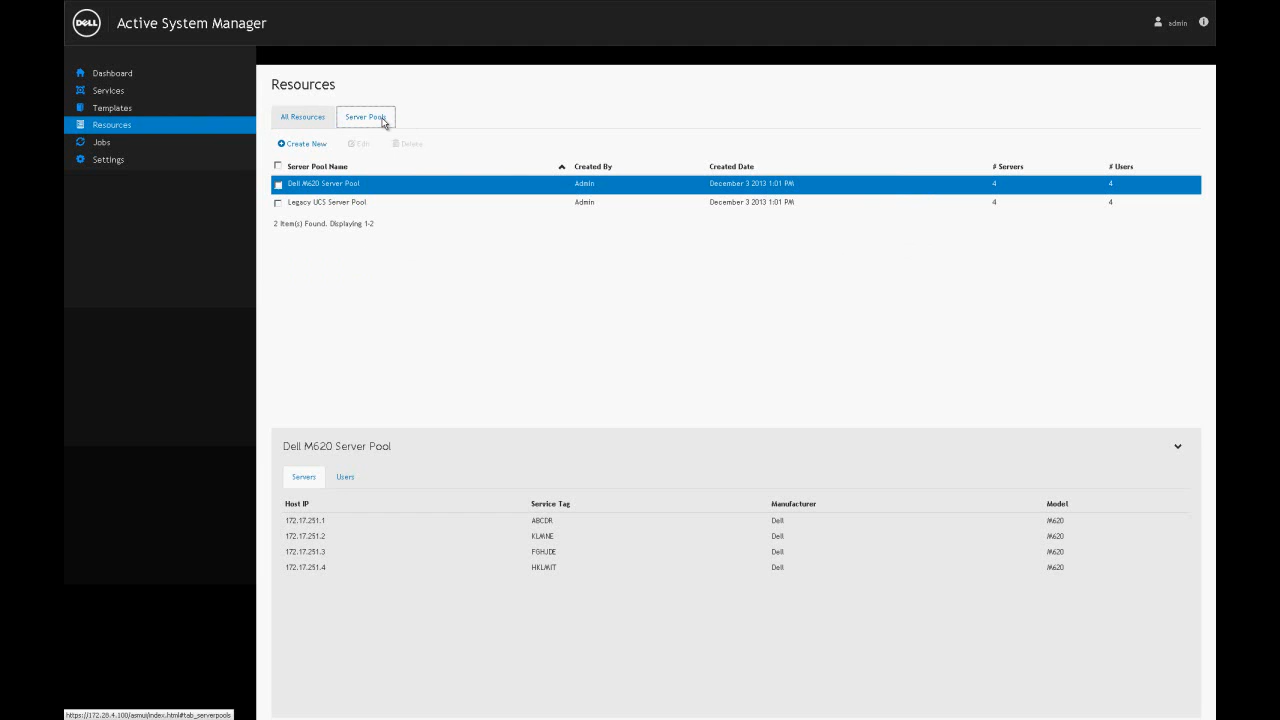 DELL Active System Manager admin
Dashboard
Services
Templates
Resources
Jobs
Settings
Resources
All Resources Server Pools
Create New Edit Delete
Server Pool Name Created By Created Date # Servers # Users
Dell M620 Server Pool Admin December 3 2013 1:01 PM 4 4
Legacy UCS Server Pool Admin December 3 2013 1:01 PM 4 4
2 Item(s) Found. Displaying 1-2
Dell M620 Server Pool
Servers Users
Host IP Service Tag Manufacturer Model
172.17.251.1 ABCDR Dell M620
172.17.251.2 KLMNE Dell M620
172.17.251.3 FGHJDE Dell M620
172.17.251.4 HKLMIT Dell M620
https://172.28.4.100/asmui/index.html#tab_serverpools